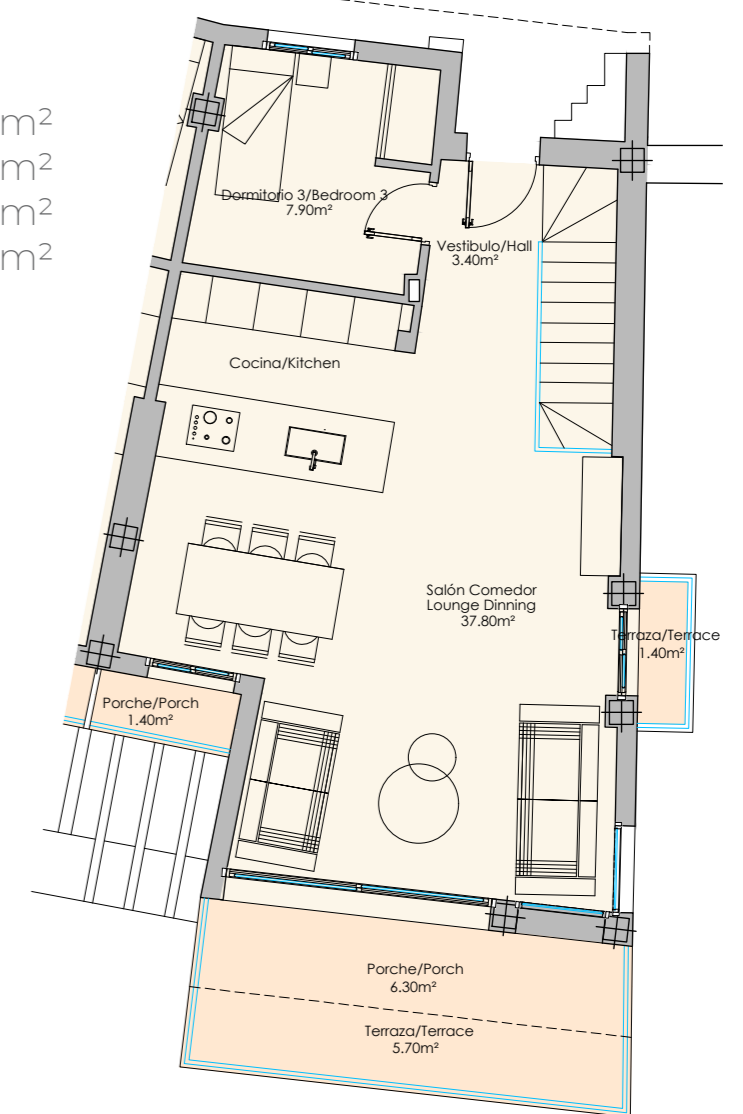 m²
m²
m²
m²
Dormitorio 3/Bedroom 3
7.90m²
Vestibulo/Hall
3.40m²
Cocina/Kitchen
Salón Comedor
Lounge Dinning
37.80m²
Terraza/Terrace
1.40m²
Porche/Porch
1.40m²
Porche/Porch
6.30m²
Terraza/Terrace
5.70m²